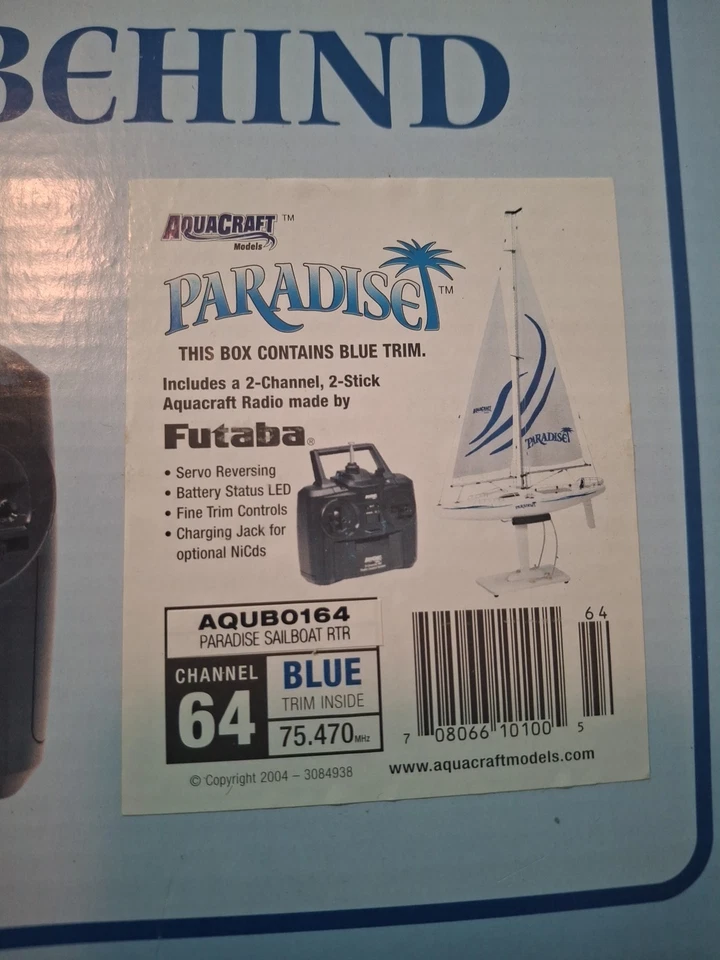 BEHIND
AQUACRAFT™
Models
PARADISE™
THIS BOX CONTAINS BLUE TRIM.
Includes a 2-Channel, 2-Stick
Aquacraft Radio made by
Futaba®
• Servo Reversing
• Battery Status LED
• Fine Trim Controls
• Charging Jack for
optional NiCds
PARADISE
AQUB0164
PARADISE SAILBOAT RTR
CHANNEL
64
BLUE
TRIM INSIDE
75.470MHz
64
7 08066 10100 5
© Copyright 2004 – 3084938
www.aquacraftmodels.com